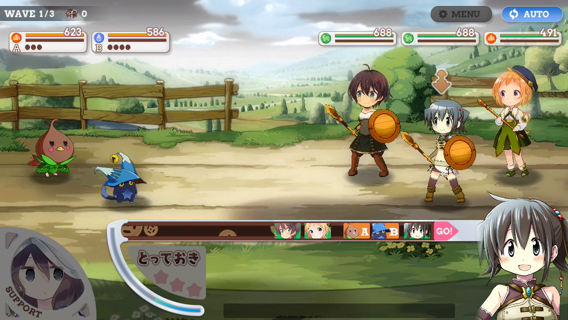 WAVE 1/3 0 MENU AUTO
623 586 688 688 491
A B
A B GO!
とっておき
SUPPORT